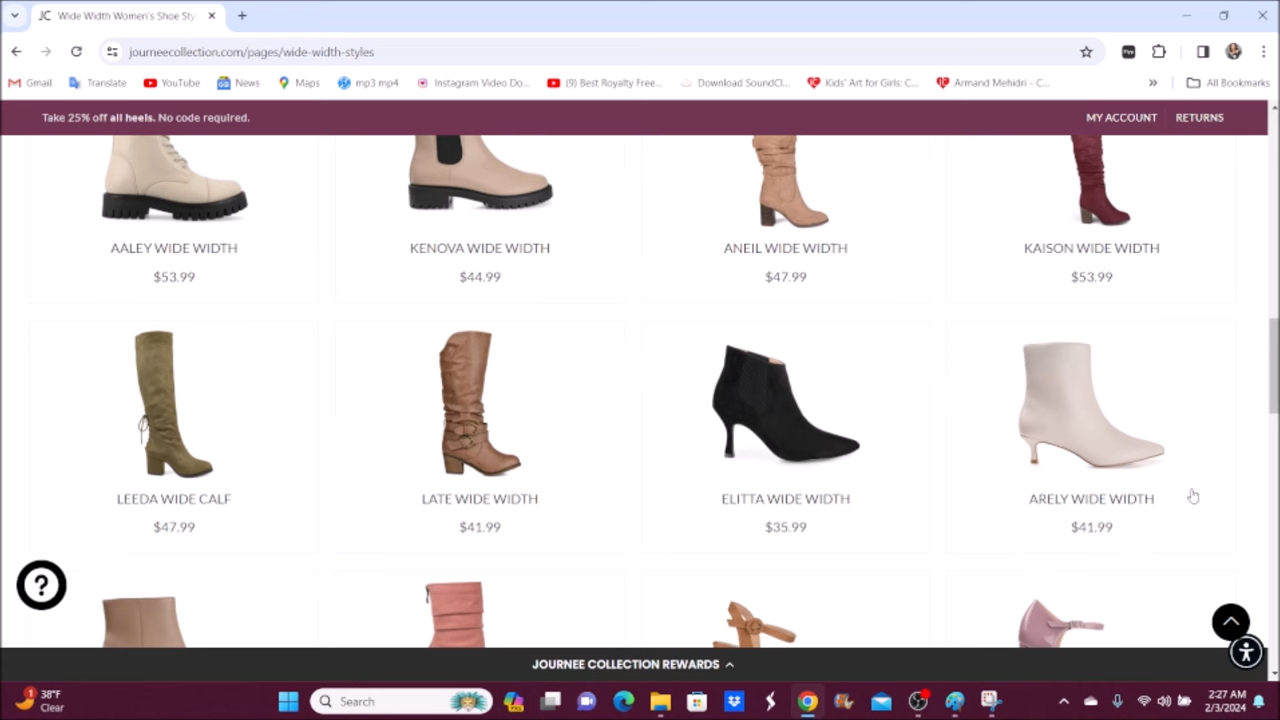 JC Wide Width Women's Shoe Sty
journeecollection.com/pages/wide-width-styles
Gmail Translate YouTube News Maps mp3 mp4 Instagram Video Do... (9) Best Royalty Free... Download SoundCl... Kids' Art for Girls: C... Armand Mehidri - C... » All Bookmarks
Take 25% off all heels. No code required. MY ACCOUNT RETURNS
AALEY WIDE WIDTH KENOVA WIDE WIDTH ANEIL WIDE WIDTH KAISON WIDE WIDTH
$53.99 $44.99 $47.99 $53.99
LEEDA WIDE CALF LATE WIDE WIDTH ELITTA WIDE WIDTH ARELY WIDE WIDTH
$47.99 $41.99 $35.99 $41.99
?
JOURNEE COLLECTION REWARDS
1 38°F Search 2:27 AM
Clear 2/3/2024